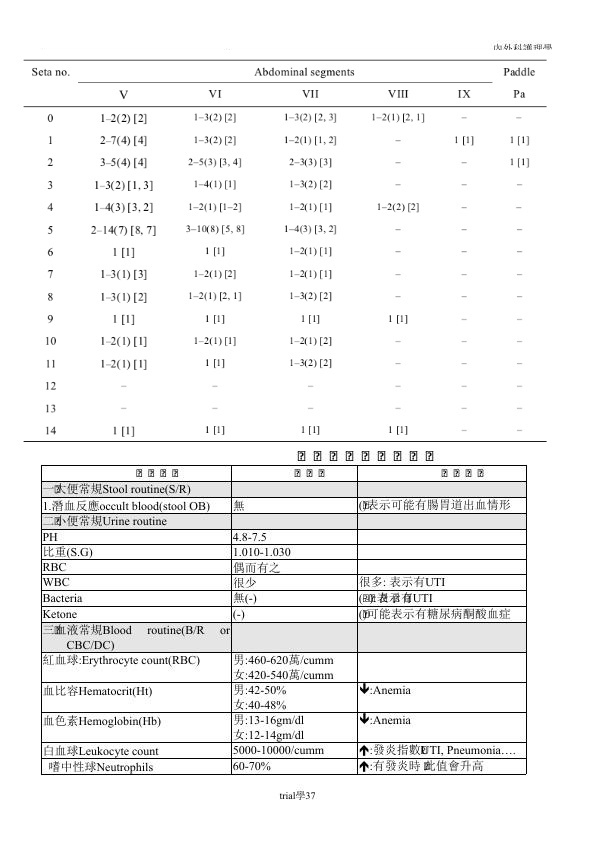 內外科護理學
Seta no. Abdominal segments Paddle
V VI VII VIII IX Pa
0 1–2(2) [2] 1–3(2) [2] 1–3(2) [2, 3] 1–2(1) [2, 1] – –
1 2–7(4) [4] 1–3(2) [2] 1–2(1) [1, 2] – 1 [1] 1 [1]
2 3–5(4) [4] 2–5(3) [3, 4] 2–3(3) [3] – – 1 [1]
3 1–3(2) [1, 3] 1–4(1) [1] 1–3(2) [2] – – –
4 1–4(3) [3, 2] 1–2(1) [1–2] 1–2(1) [1] 1–2(2) [2] – –
5 2–14(7) [8, 7] 3–10(8) [5, 8] 1–4(3) [3, 2] – – –
6 1 [1] 1 [1] 1–2(1) [1] – – –
7 1–3(1) [3] 1–2(1) [2] 1–2(1) [1] – – –
8 1–3(1) [2] 1–2(1) [2, 1] 1–3(2) [2] – – –
9 1 [1] 1 [1] 1 [1] 1 [1] – –
10 1–2(1) [1] 1–2(1) [1] 1–2(1) [2] – – –
11 1–2(1) [1] 1 [1] 1–3(2) [2] – – –
12 – – – – – –
13 – – – – – –
14 1 [1] 1 [1] 1 [1] 1 [1] – –
一大便常規Stool routine(S/R)
1.潛血反應occult blood(stool OB) 無 表示可能有腸胃道出血情形
二小便常規Urine routine
PH 4.8-7.5
比重(S.G) 1.010-1.030
RBC 偶而有之
WBC 很少 很多: 表示有UTI
Bacteria 無(-) UTI
Ketone (-) 可能表示有糖尿病酮酸血症
三血液常規Blood routine(B/R or
CBC/DC)
紅血球:Erythrocyte count(RBC) 男:460-620萬/cumm
女:420-540萬/cumm
血比容Hematocrit(Ht) 男:42-50% 🡻:Anemia
女:40-48%
血色素Hemoglobin(Hb) 男:13-16gm/dl 🡻:Anemia
女:12-14gm/dl
白血球Leukocyte count 5000-10000/cumm 🡹:發炎指數 UTI, Pneumonia….
嗜中性球Neutrophils 60-70% 🡹:有發炎時 此值會升高
trial學37